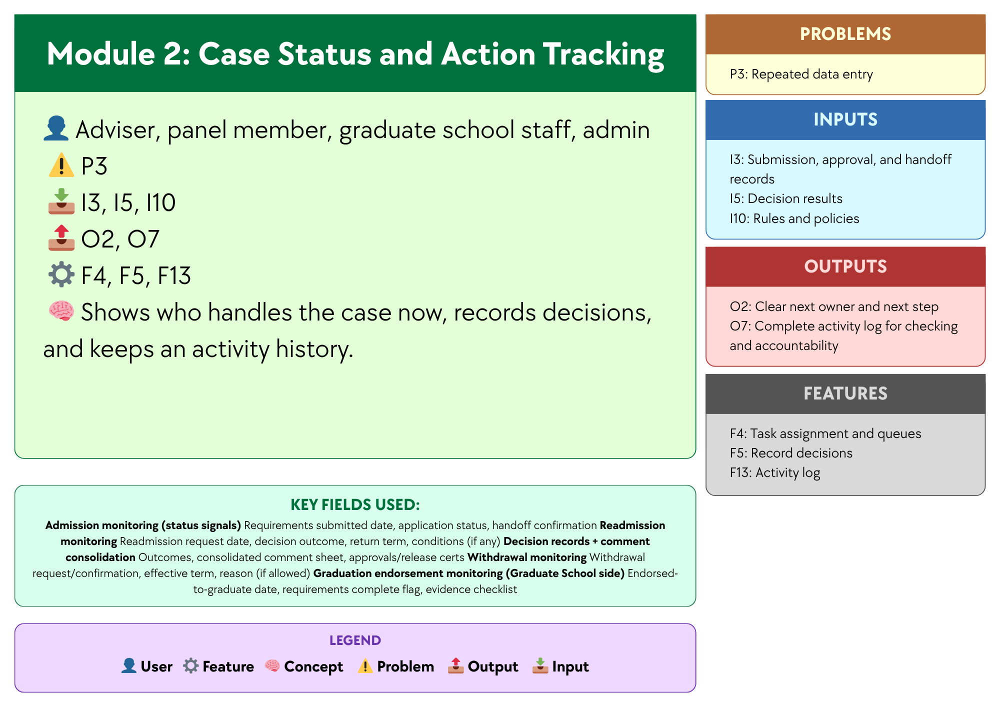 Module 2: Case Status and Action Tracking
Adviser, panel member, graduate school staff, admin
P3
I3, I5, I10
O2, O7
F4, F5, F13
Shows who handles the case now, records decisions,
and keeps an activity history.
KEY FIELDS USED:
Admission monitoring (status signals) Requirements submitted date, application status, handoff confirmation Readmission
monitoring Readmission request date, decision outcome, return term, conditions (if any) Decision records + comment
consolidation Outcomes, consolidated comment sheet, approvals/release certs Withdrawal monitoring Withdrawal
request/confirmation, effective term, reason (if allowed) Graduation endorsement monitoring (Graduate School side) Endorsed-
to-graduate date, requirements complete flag, evidence checklist
LEGEND
User Feature Concept Problem Output Input
PROBLEMS
P3: Repeated data entry
INPUTS
I3: Submission, approval, and handoff
records
I5: Decision results
I10: Rules and policies
OUTPUTS
O2: Clear next owner and next step
O7: Complete activity log for checking
and accountability
FEATURES
F4: Task assignment and queues
F5: Record decisions
F13: Activity log